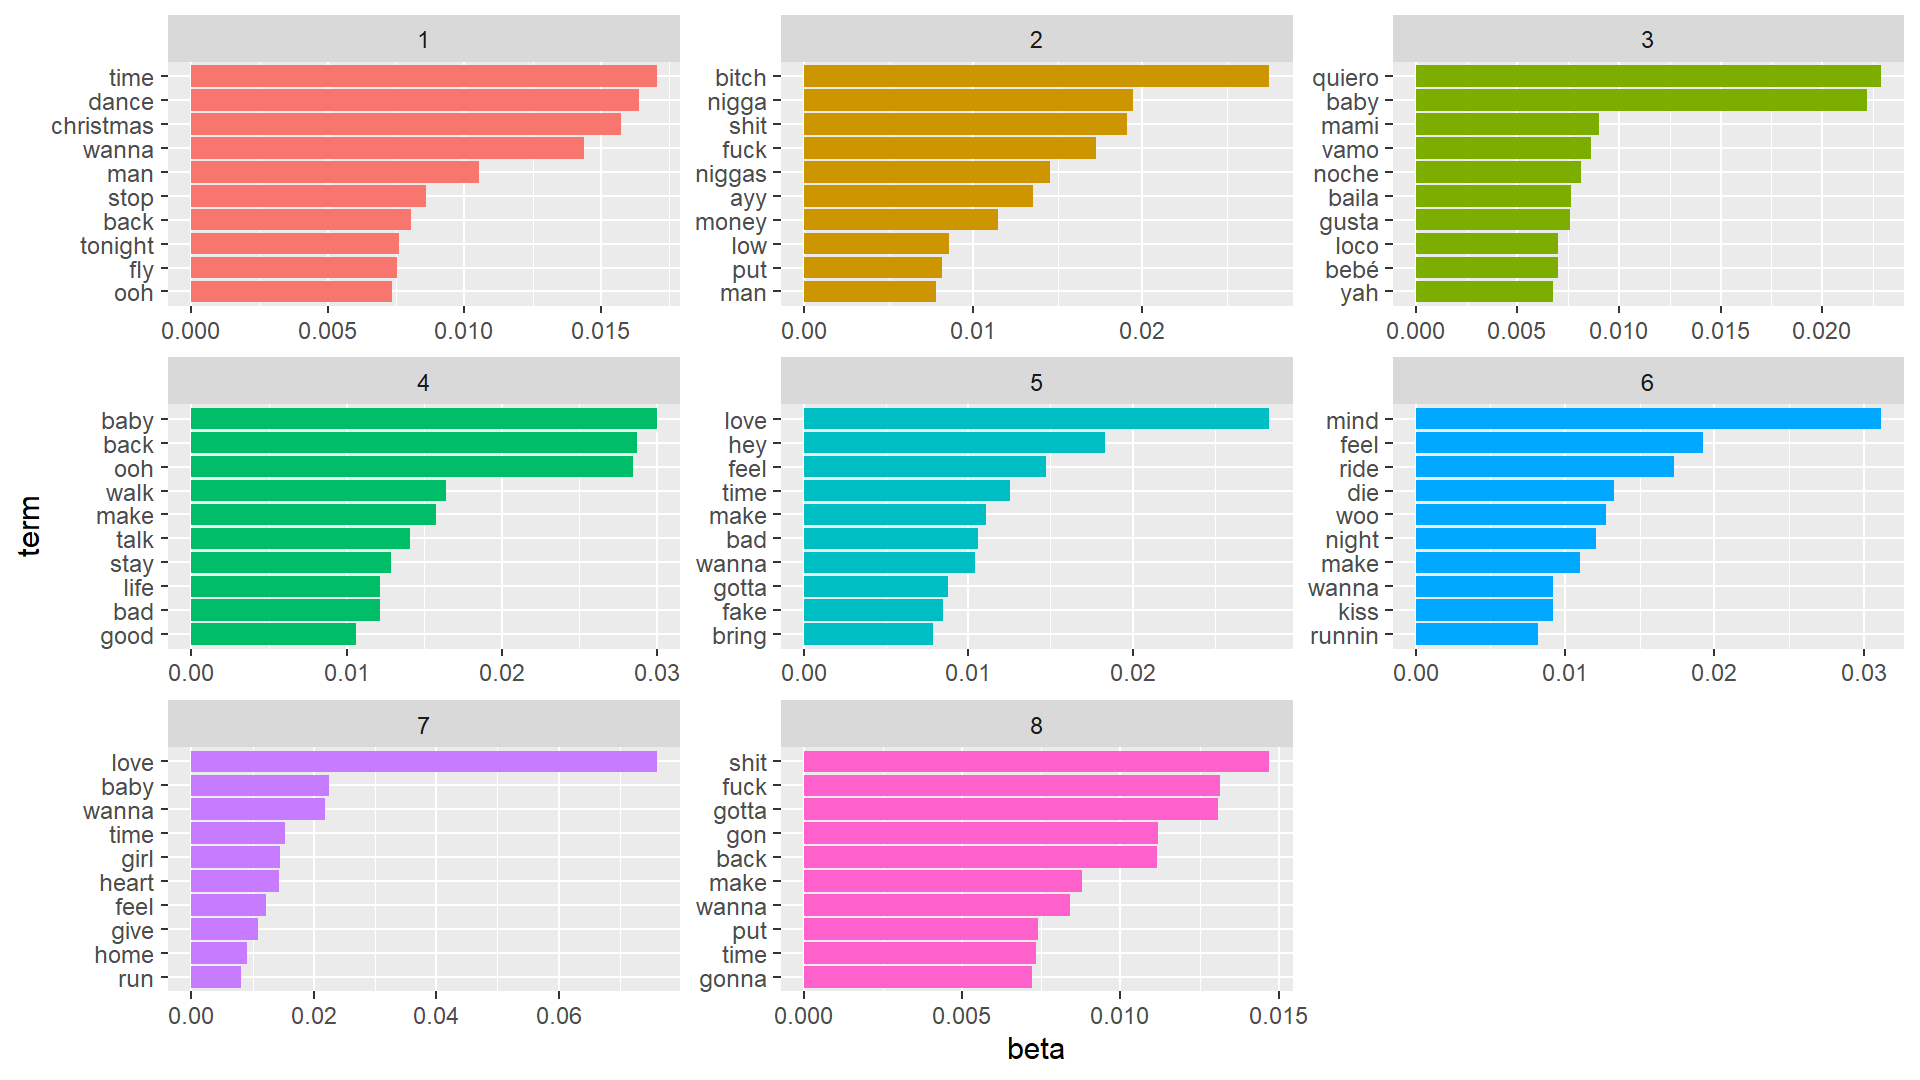 1
time
dance
christmas
wanna
man
stop
back
tonight
fly
ooh
0.000 0.005 0.010 0.015
2
bitch
nigga
shit
fuck
niggas
ayy
money
low
put
man
0.00 0.01 0.02
3
quiero
baby
mami
vamo
noche
baila
gusta
loco
bebé
yah
0.000 0.005 0.010 0.015 0.020
4
baby
back
ooh
walk
make
talk
stay
life
bad
good
0.00 0.01 0.02 0.03
5
love
hey
feel
time
make
bad
wanna
gotta
fake
bring
0.00 0.01 0.02
6
mind
feel
ride
die
woo
night
make
wanna
kiss
runnin
0.00 0.01 0.02 0.03
7
love
baby
wanna
time
girl
heart
feel
give
home
run
0.00 0.02 0.04 0.06
8
shit
fuck
gotta
gon
back
make
wanna
put
time
gonna
0.000 0.005 0.010 0.015
term
beta